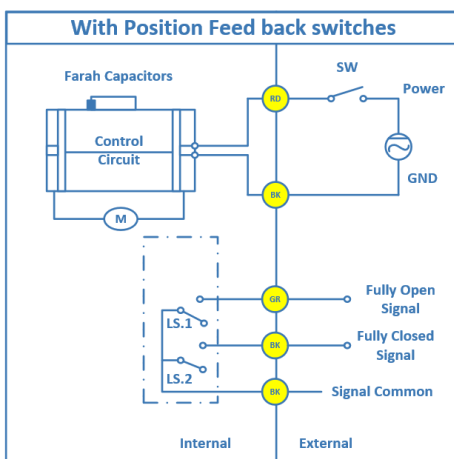 With Position Feed back switches
Farah Capacitors
SW
RD
Power
Control
Circuit
GND
BK
M
GR
Fully Open
Signal
LS.1
BK
Fully Closed
Signal
LS.2
BK
Signal Common
Internal
External